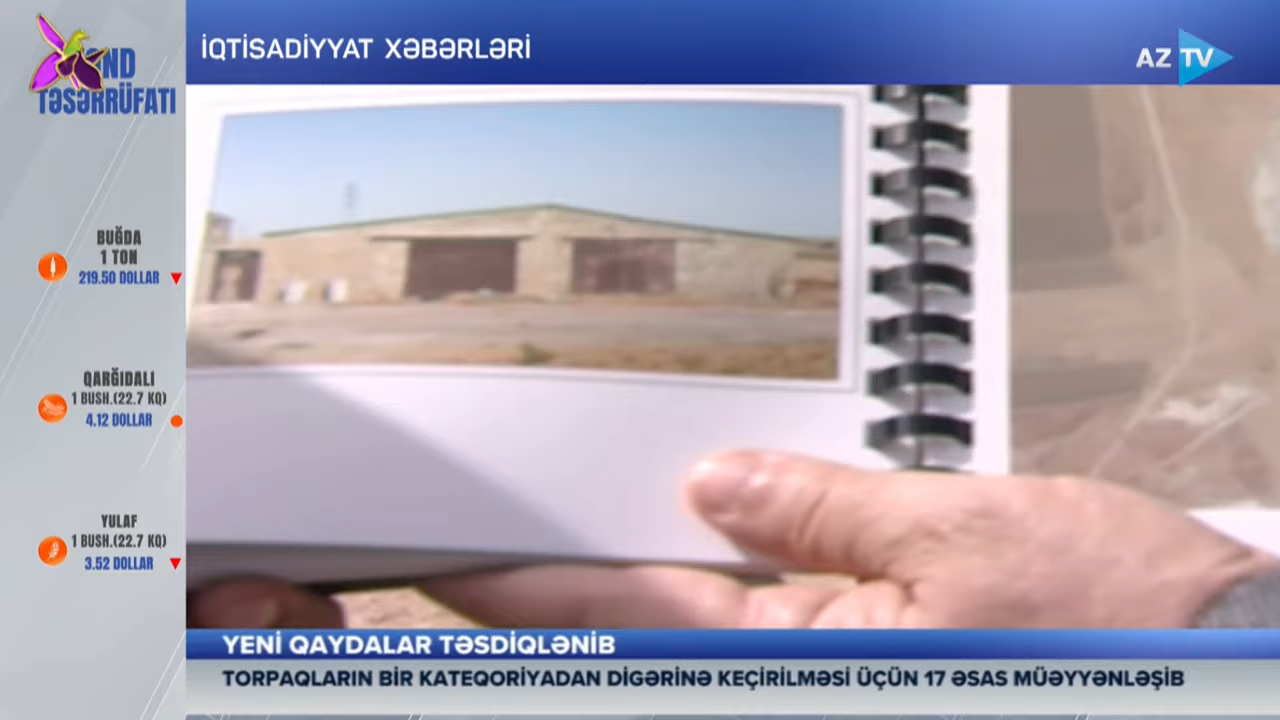 TƏSƏRRÜFATI
İQTİSADİYYAT XƏBƏRLƏRİ
AZ TV
BUĞDA
1 TON
219.50 DOLLAR
QARĞIDALI
1 BUSH.(22.7 KQ)
4.12 DOLLAR
YULAF
1 BUSH.(22.7 KQ)
3.52 DOLLAR
YENİ QAYDALAR TƏSDİQLƏNİB
TORPAQLARIN BİR KATEQORİYADAN DİGƏRİNƏ KEÇİRİLMƏSİ ÜÇÜN 17 ƏSAS MÜƏYYƏNLƏŞİB